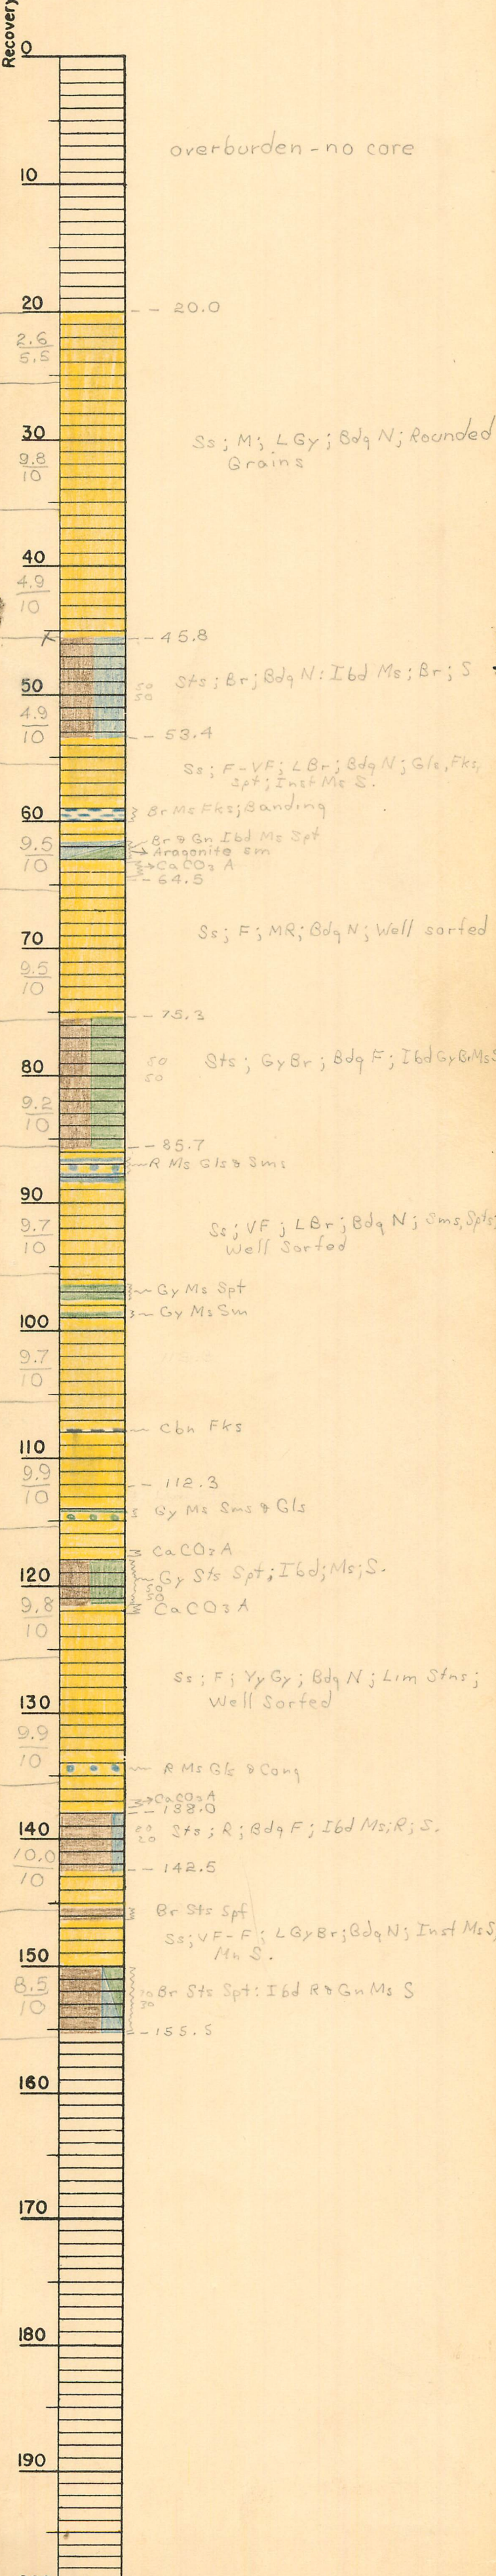 Recovery
0
overburden - no core
10
20
-- 20.0
2.6
5.5
30
Ss; M; LGy; Bdg N; Rounded
Grains
9.8
10
40
4.9
10
-- 45.8
50
50
50
Sts; Br; Bdg N: Ibd Ms; Br; S
4.9
10
-- 53.4
Ss; F-VF; LBr; Bdg N; Gls, Fks,
Spt; Inst Ms S.
60
Br Ms Fks; Banding
9.5
10
Br & Gn Ibd Ms Spt
Aragonite sm
CaCO3 A
-- 64.5
70
Ss; F; MR; Bdg N; Well sorted
9.5
10
-- 75.3
80
50
50
Sts; GyBr; Bdg F; Ibd Gy Gn Ms S
9.2
10
-- 85.7
R Ms Gls & Sms
90
9.7
10
Ss; VF; LBr; Bdg N; Sms, Spts;
Well Sorted
Gy Ms Spt
Gy Ms Sm
100
9.7
10
Cbn Fks
110
9.9
10
-- 112.3
Gy Ms Sms & Gls
CaCO3 A
120
Gy Sts Spt; Ibd; Ms; S.
50
50
CaCO3 A
9.8
10
Ss; F; YyGy; Bdg N; Lim Stns;
Well Sorted
130
9.9
10
R Ms Gls & Cong
CaCO3 A
-- 138.0
140
80
20
Sts; R; Bdg F; Ibd Ms; R; S.
10.0
10
-- 142.5
Br Sts Spt
Ss; VF-F; LGyBr; Bdg N; Inst Ms S,
Mn S.
150
8.5
10
70
30
Br Sts Spt: Ibd R & Gn Ms S
-- 155.5
160
170
180
190